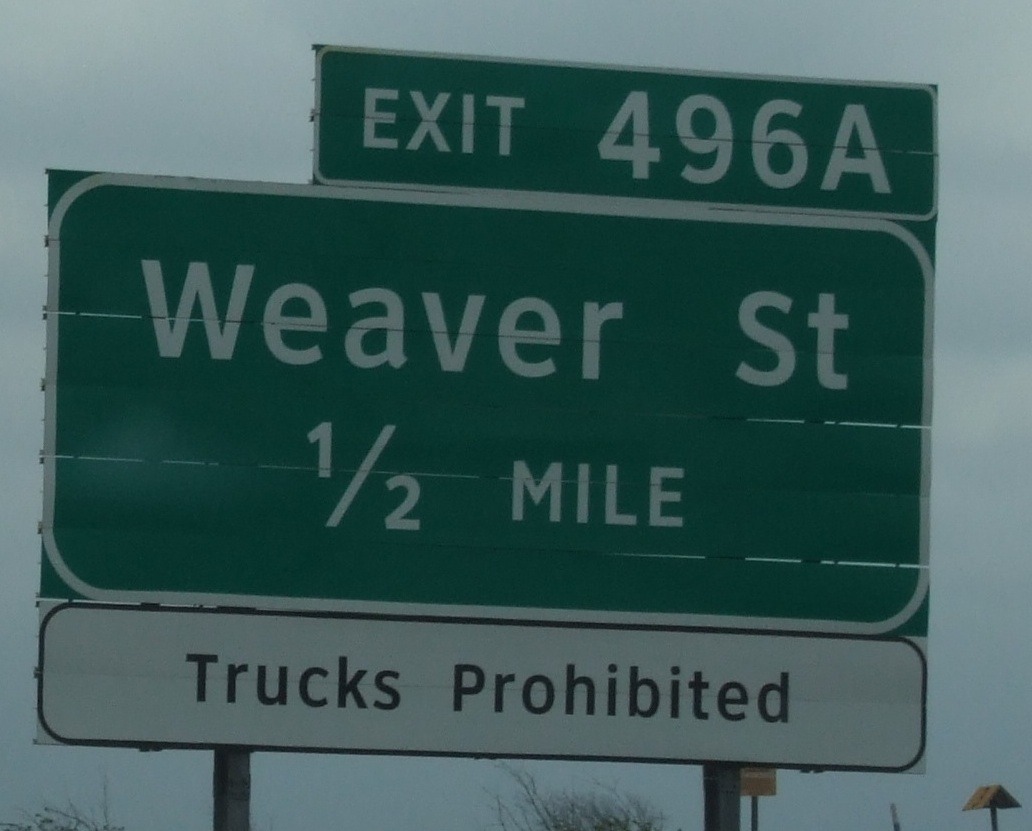 EXIT 496A
Weaver St
½ MILE
Trucks Prohibited